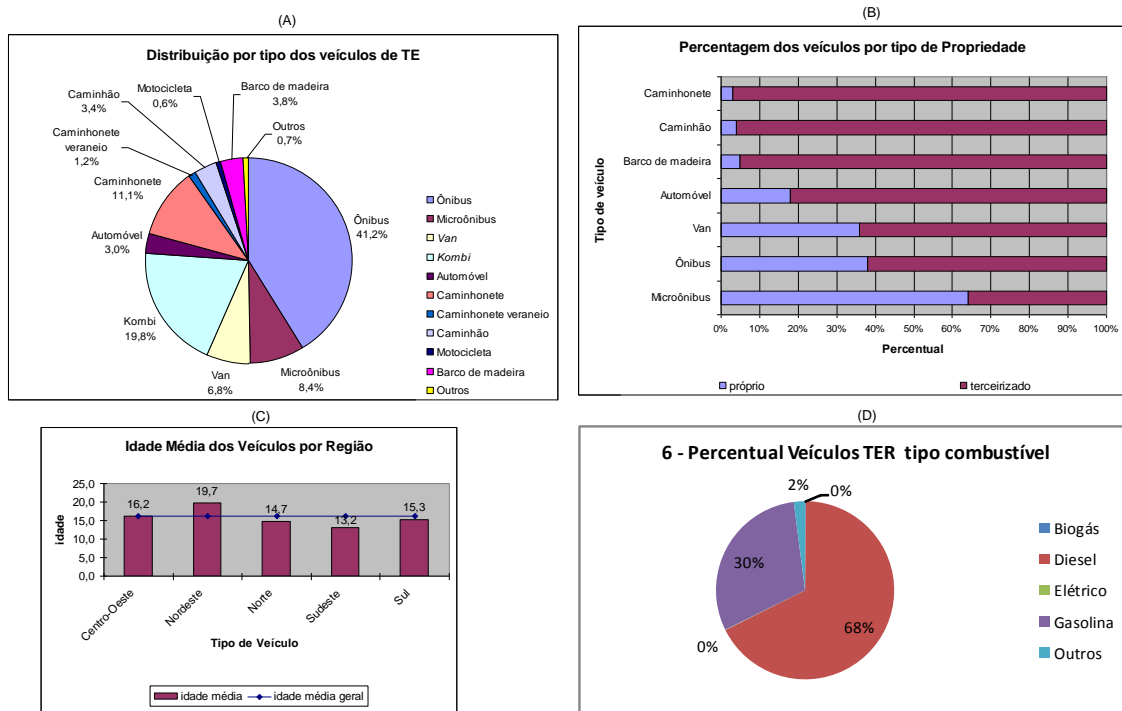 (A)
Distribuição por tipo dos veículos de TE
Ônibus
41,2%
Microônibus
8,4%
Van
6,8%
Kombi
19,8%
Automóvel
3,0%
Caminhonete
11,1%
Caminhonete
veraneio
1,2%
Caminhão
3,4%
Motocicleta
0,6%
Barco de madeira
3,8%
Outros
0,7%
Ônibus
Microônibus
Van
Kombi
Automóvel
Caminhonete
Caminhonete veraneio
Caminhão
Motocicleta
Barco de madeira
Outros
(B)
Percentagem dos veículos por tipo de Propriedade
Tipo de veículo
Caminhonete
Caminhão
Barco de madeira
Automóvel
Van
Ônibus
Microônibus
0% 10% 20% 30% 40% 50% 60% 70% 80% 90% 100%
Percentual
próprio terceirizado
(C)
Idade Média dos Veículos por Região
idade
25,0
20,0
15,0
10,0
5,0
0,0
16,2 19,7 14,7 13,2 15,3
Centro-Oeste Nordeste Norte Sudeste Sul
Tipo de Veículo
idade média idade média geral
(D)
6 - Percentual Veículos TER tipo combustível
2% 0%
30%
68%
0%
Biogás
Diesel
Elétrico
Gasolina
Outros